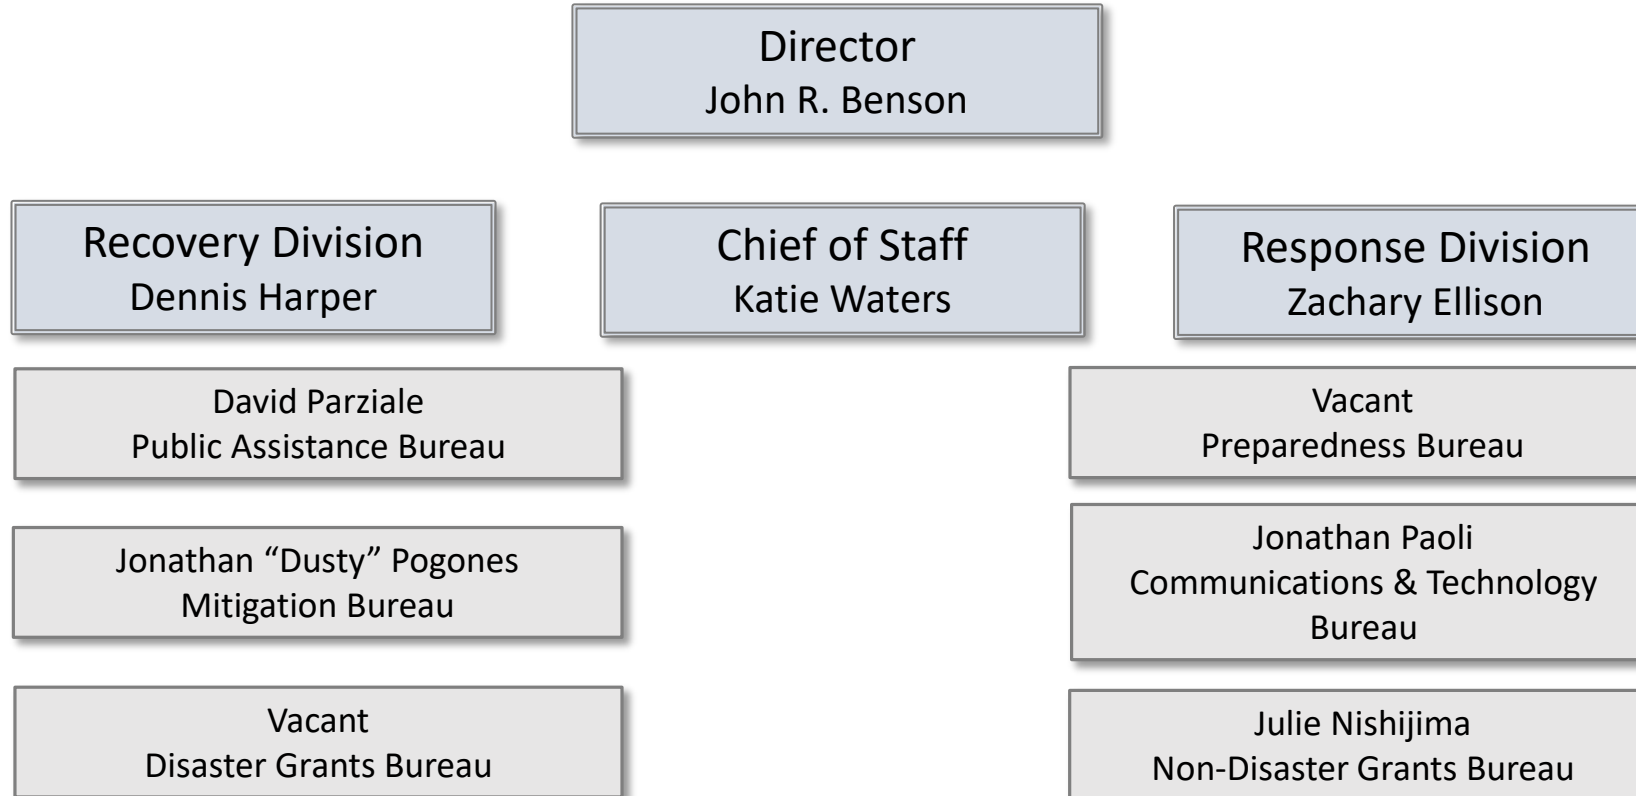 Director
John R. Benson
Recovery Division
Dennis Harper
Chief of Staff
Katie Waters
Response Division
Zachary Ellison
David Parziale
Public Assistance Bureau
Vacant
Preparedness Bureau
Jonathan “Dusty” Pogones
Mitigation Bureau
Jonathan Paoli
Communications & Technology
Bureau
Vacant
Disaster Grants Bureau
Julie Nishijima
Non-Disaster Grants Bureau